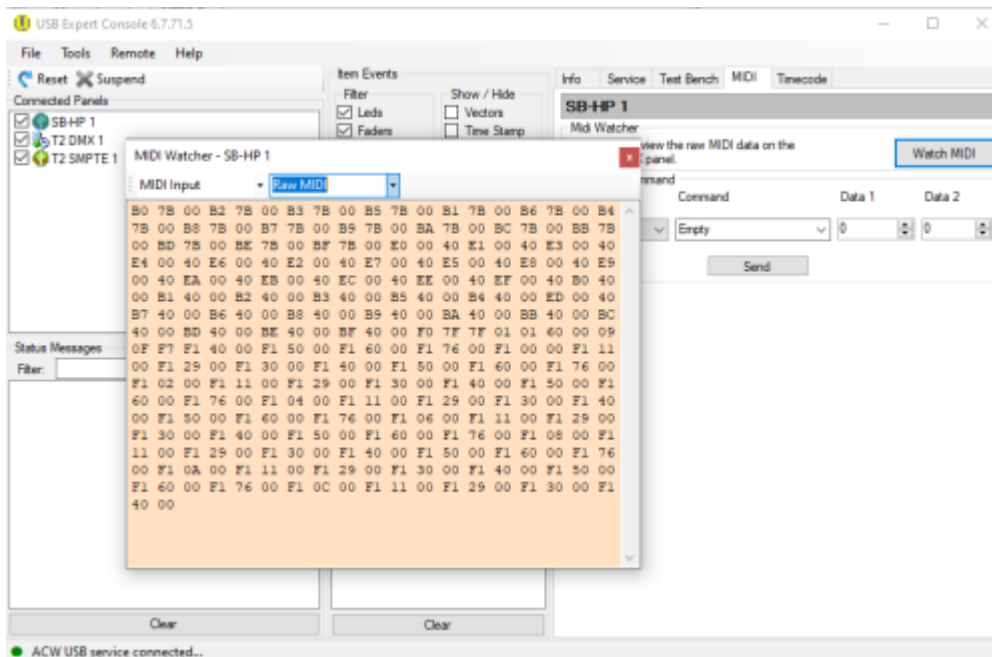 USB Expert Console 6.7.71.5
File Tools Remote Help
Reset Suspend
Connected Panels
SB-HP 1
T2 DMX 1
T2 SMPTE 1
Item Events
Filter
Leds
Faders
Show / Hide
Vectors
Time Stamp
Info Service Test Bench MIDI Timecode
SB-HP 1
Midi Watcher
view the raw MIDI data on the
panel.
Watch MIDI
Command Data 1 Data 2
Empty 0 0
Send
MIDI Watcher - SB-HP 1
MIDI Input Raw MIDI
B0 7B 00 B2 7B 00 B3 7B 00 B5 7B 00 B1 7B 00 B6 7B 00 B4
7B 00 B8 7B 00 B7 7B 00 B9 7B 00 BA 7B 00 BC 7B 00 BB 7B
00 BD 7B 00 BE 7B 00 BF 7B 00 E0 00 40 E1 00 40 E3 00 40
E4 00 40 E6 00 40 E2 00 40 E7 00 40 E5 00 40 E8 00 40 E9
00 40 EA 00 40 EB 00 40 EC 00 40 EE 00 40 EF 00 40 B0 40
00 B1 40 00 B2 40 00 B3 40 00 B5 40 00 B4 40 00 ED 00 40
B7 40 00 B6 40 00 B8 40 00 B9 40 00 BA 40 00 BB 40 00 BC
40 00 BD 40 00 BE 40 00 BF 40 00 F0 7F 7F 01 01 60 00 09
0F F7 F1 40 00 F1 50 00 F1 60 00 F1 76 00 F1 00 00 F1 11
00 F1 29 00 F1 30 00 F1 40 00 F1 50 00 F1 60 00 F1 76 00
F1 02 00 F1 11 00 F1 29 00 F1 30 00 F1 40 00 F1 50 00 F1
60 00 F1 76 00 F1 04 00 F1 11 00 F1 29 00 F1 30 00 F1 40
00 F1 50 00 F1 60 00 F1 76 00 F1 06 00 F1 11 00 F1 29 00
F1 30 00 F1 40 00 F1 50 00 F1 60 00 F1 76 00 F1 08 00 F1
11 00 F1 29 00 F1 30 00 F1 40 00 F1 50 00 F1 60 00 F1 76
00 F1 0A 00 F1 11 00 F1 29 00 F1 30 00 F1 40 00 F1 50 00
F1 60 00 F1 76 00 F1 0C 00 F1 11 00 F1 29 00 F1 30 00 F1
40 00
Status Messages
Filter:
Clear
Clear
ACW USB service connected...